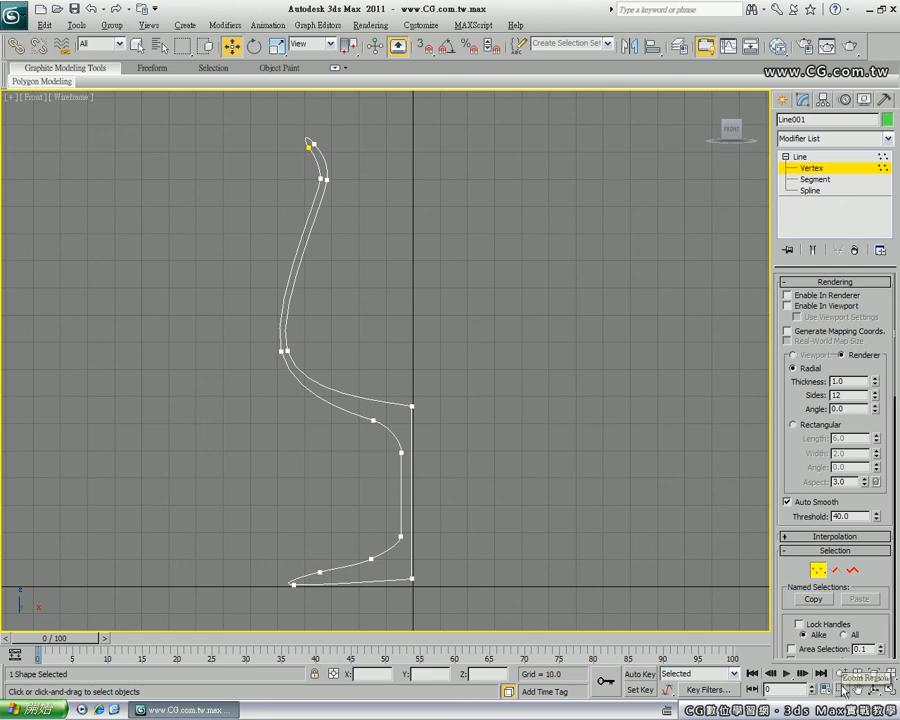 Autodesk 3ds Max 2011 - www.CG.com.tw.max
Type a keyword or phrase
Edit Tools Group Views Create Modifiers Animation Graph Editors Rendering Customize MAXScript Help
All
View
Create Selection Set
Graphite Modeling Tools Freeform Selection Object Paint
Polygon Modeling
www.CG.com.tw
[ + ] [ Front ] [ Wireframe ]
FRONT
Line001
Modifier List
Line
Vertex
Segment
Spline
Rendering
Enable In Renderer
Enable In Viewport
Use Viewport Settings
Generate Mapping Coords.
Real-World Map Size
Viewport Renderer
Radial
Thickness: 1.0
Sides: 12
Angle: 0.0
Rectangular
Length: 6.0
Width: 2.0
Angle: 0.0
Aspect: 3.0
Auto Smooth
Threshold: 40.0
Interpolation
Selection
Named Selections:
Copy Paste
Lock Handles
Alike All
Area Selection: 0.1
z
y x
0 / 100
0 5 10 15 20 25 30 35 40 45 50 55 60 65 70 75 80 85 90 95 100
1 Shape Selected X: Y: Z: Grid = 10.0 Auto Key Selected
Zoom Region
Click or click-and-drag to select objects Add Time Tag Set Key Key Filters... 0
開始 www.CG.com.tw.max ... CG數位學習網-3ds Max實戰教學